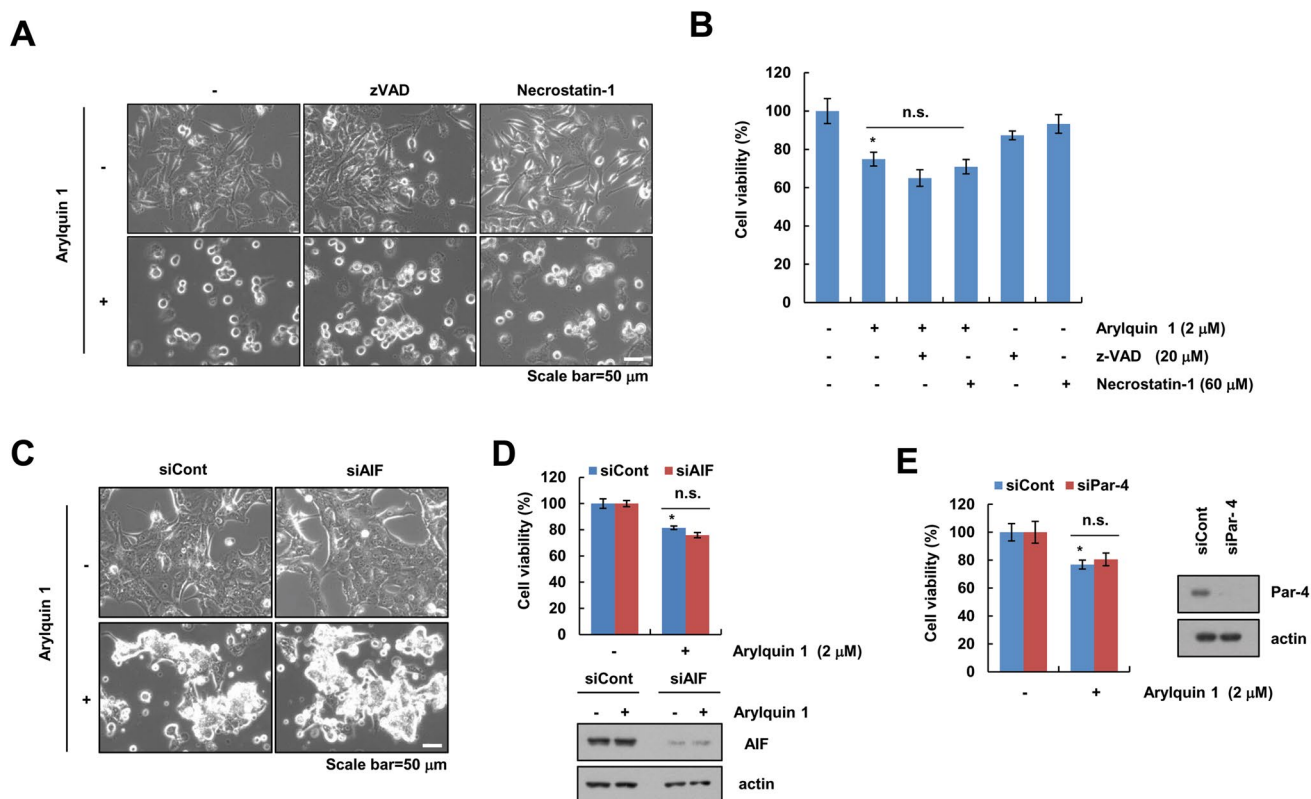 A
- zVAD Necrostatin-1
Arylquin 1
-
+
Scale bar=50 μm
B
Cell viability (%)
120
100
80
60
40
20
0
n.s.
*
- + + + - - Arylquin 1 (2 μM)
- - + - + - z-VAD (20 μM)
- - - + - + Necrostatin-1 (60 μM)
C
siCont siAIF
Arylquin 1
-
+
Scale bar=50 μm
D
siCont siAIF
Cell viability (%)
120
100
80
60
40
20
0
n.s.
*
- + Arylquin 1 (2 μM)
siCont siAIF
- + - + Arylquin 1
AIF
actin
E
siCont siPar-4
Cell viability (%)
120
100
80
60
40
20
0
n.s.
*
- + Arylquin 1 (2 μM)
siCont siPar- 4
Par-4
actin